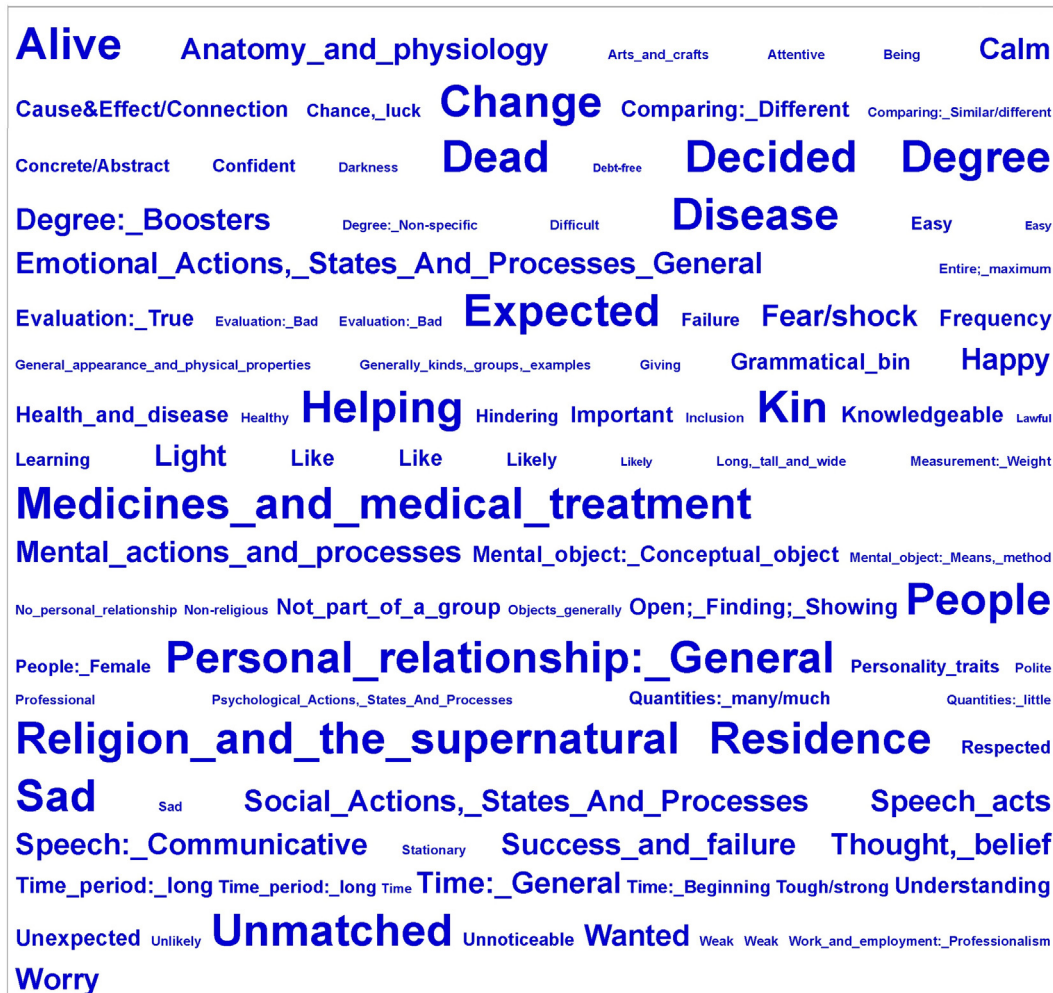 Alive Anatomy_and_physiology Arts_and_crafts Attentive Being Calm
Cause&Effect/Connection Chance,_luck Change Comparing:_Different Comparing:_Similar/different
Concrete/Abstract Confident Darkness Dead Debt-free Decided Degree
Degree:_Boosters Degree:_Non-specific Difficult Disease Easy Easy
Emotional_Actions,_States_And_Processes_General Entire;_maximum
Evaluation:_True Evaluation:_Bad Evaluation:_Bad Expected Failure Fear/shock Frequency
General_appearance_and_physical_properties Generally_kinds,_groups,_examples Giving Grammatical_bin Happy
Health_and_disease Healthy Helping Hindering Important Inclusion Kin Knowledgeable Lawful
Learning Light Like Like Likely Likely Long,_tall_and_wide Measurement:_Weight
Medicines_and_medical_treatment
Mental_actions_and_processes Mental_object:_Conceptual_object Mental_object:_Means,_method
No_personal_relationship Non-religious Not_part_of_a_group Objects_generally Open;_Finding;_Showing People
People:_Female Personal_relationship:_General Personality_traits Polite
Professional Psychological_Actions,_States_And_Processes Quantities:_many/much Quantities:_little
Religion_and_the_supernatural Residence Respected
Sad Sad Social_Actions,_States_And_Processes Speech_acts
Speech:_Communicative Stationary Success_and_failure Thought,_belief
Time_period:_long Time_period:_long Time Time:_General Time:_Beginning Tough/strong Understanding
Unexpected Unlikely Unmatched Unnoticeable Wanted Weak Weak Work_and_employment:_Professionalism
Worry